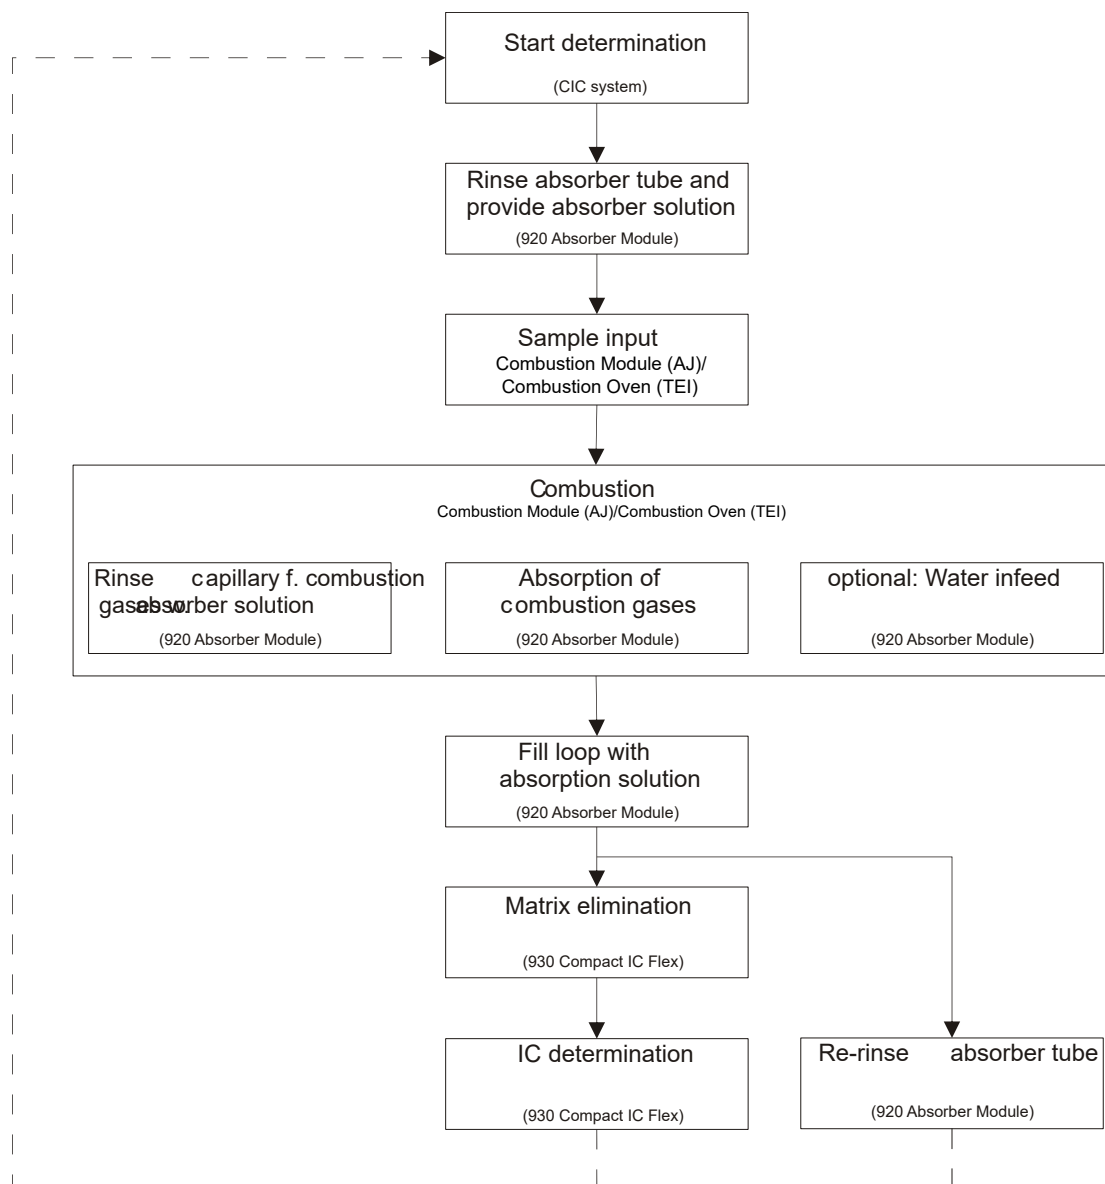 Start determination
(CIC system)
Rinse absorber tube and
provide absorber solution
(920 Absorber Module)
Sample input
Combustion Module (AJ)/
Combustion Oven (TEI)
Combustion
Combustion Module (AJ)/Combustion Oven (TEI)
Rinse capillary f. combustion
gases w. absorber solution
(920 Absorber Module)
Absorption of
combustion gases
(920 Absorber Module)
optional: Water infeed
(920 Absorber Module)
Fill loop with
absorption solution
(920 Absorber Module)
Matrix elimination
(930 Compact IC Flex)
IC determination
(930 Compact IC Flex)
Re-rinse absorber tube
(920 Absorber Module)